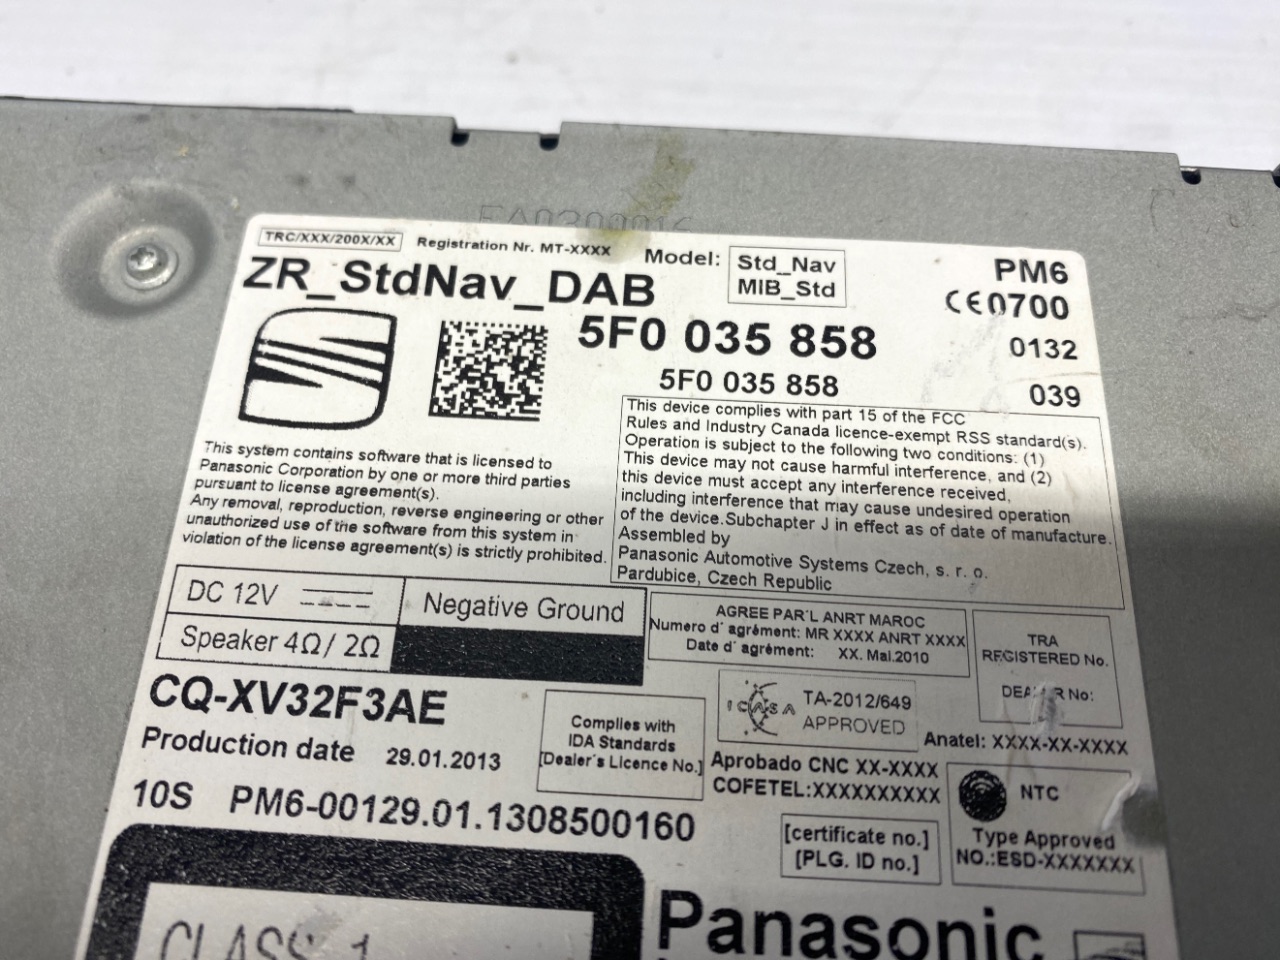 EA0300016
TRC/XXX/200X/XX
Registration Nr. MT-XXXX
Model:
Std_Nav
MIB_Std
PM6
ZR_StdNav_DAB
CE0700
5F0 035 858
0132
5F0 035 858
039
This device complies with part 15 of the FCC
Rules and Industry Canada licence-exempt RSS standard(s).
Operation is subject to the following two conditions: (1)
This device may not cause harmful interference, and (2)
this device must accept any interference received,
including interference that may cause undesired operation
of the device.Subchapter J in effect as of date of manufacture.
Assembled by
Panasonic Automotive Systems Czech, s. r. o.
Pardubice, Czech Republic
This system contains software that is licensed to
Panasonic Corporation by one or more third parties
pursuant to license agreement(s).
Any removal, reproduction, reverse engineering or other
unauthorized use of the software from this system in
violation of the license agreement(s) is strictly prohibited.
DC 12V
Negative Ground
Speaker 4Ω/ 2Ω
AGREE PAR'L ANRT MAROC
Numero d' agrément: MR XXXX ANRT XXXX
Date d' agrément: XX. Mai.2010
TRA
REGISTERED No.
DEALER No:
CQ-XV32F3AE
Production date 29.01.2013
Complies with
IDA Standards
[Dealer's Licence No.]
ICASA
TA-2012/649
APPROVED
Anatel: XXXX-XX-XXXX
Aprobado CNC XX-XXXX
COFETEL:XXXXXXXXXX
10S PM6-00129.01.1308500160
[certificate no.]
[PLG. ID no.]
NTC
Type Approved
NO.:ESD-XXXXXXX
CLASS 1
Panasonic